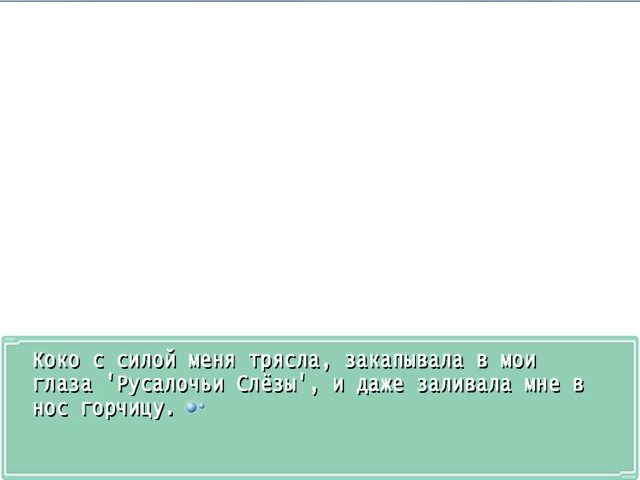 Коко с силой меня трясла, закапывала в мои
глаза 'Русалочьи Слёзы', и даже заливала мне в
нос горчицу.